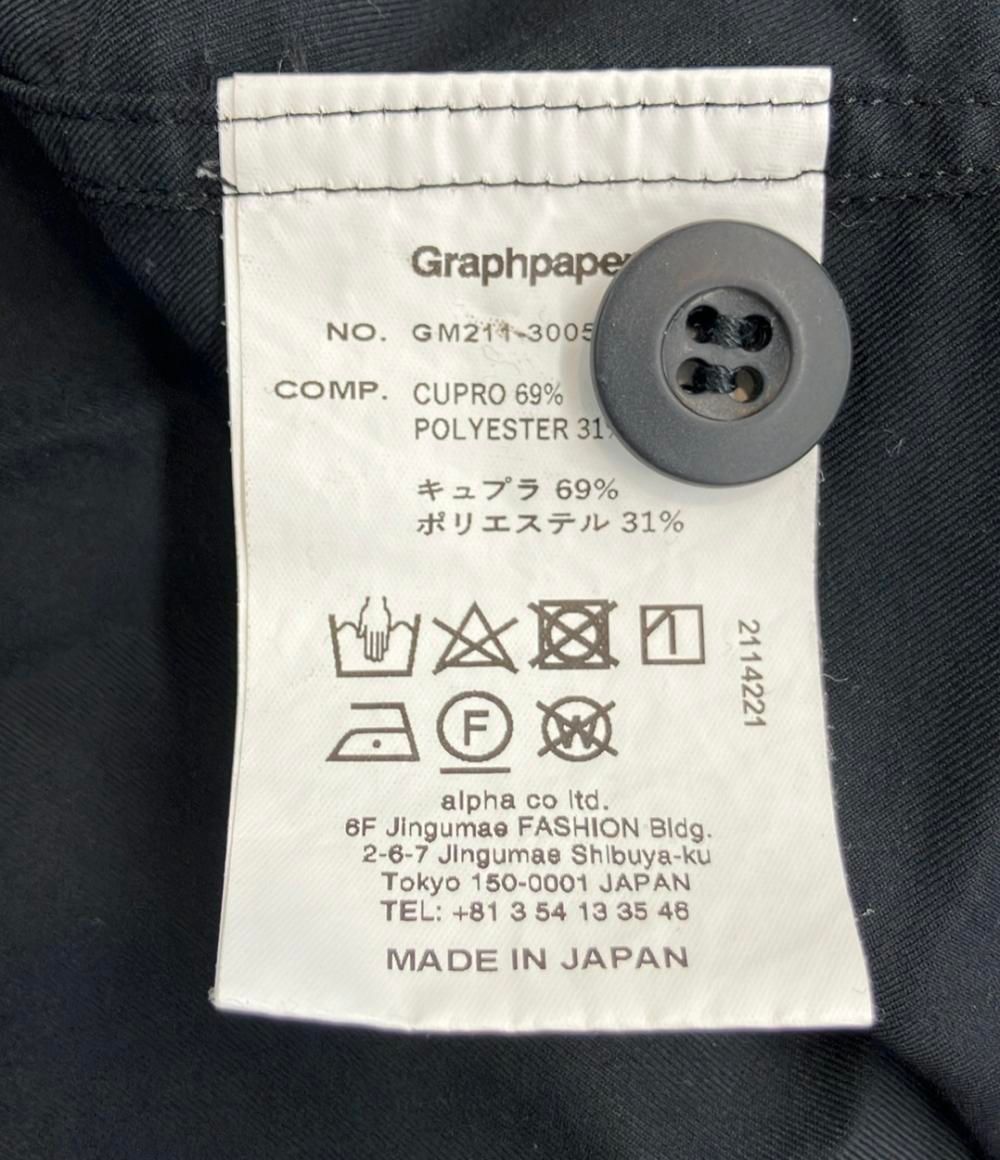 Graphpaper
NO. GM211-3005
COMP. CUPRO 69%
POLYESTER 31%
キュプラ 69%
ポリエステル 31%
2114221
F
W
alpha co ltd.
6F Jingumae FASHION Bldg.
2-6-7 Jingumae Shibuya-ku
Tokyo 150-0001 JAPAN
TEL: +81 3 54 13 35 46
MADE IN JAPAN